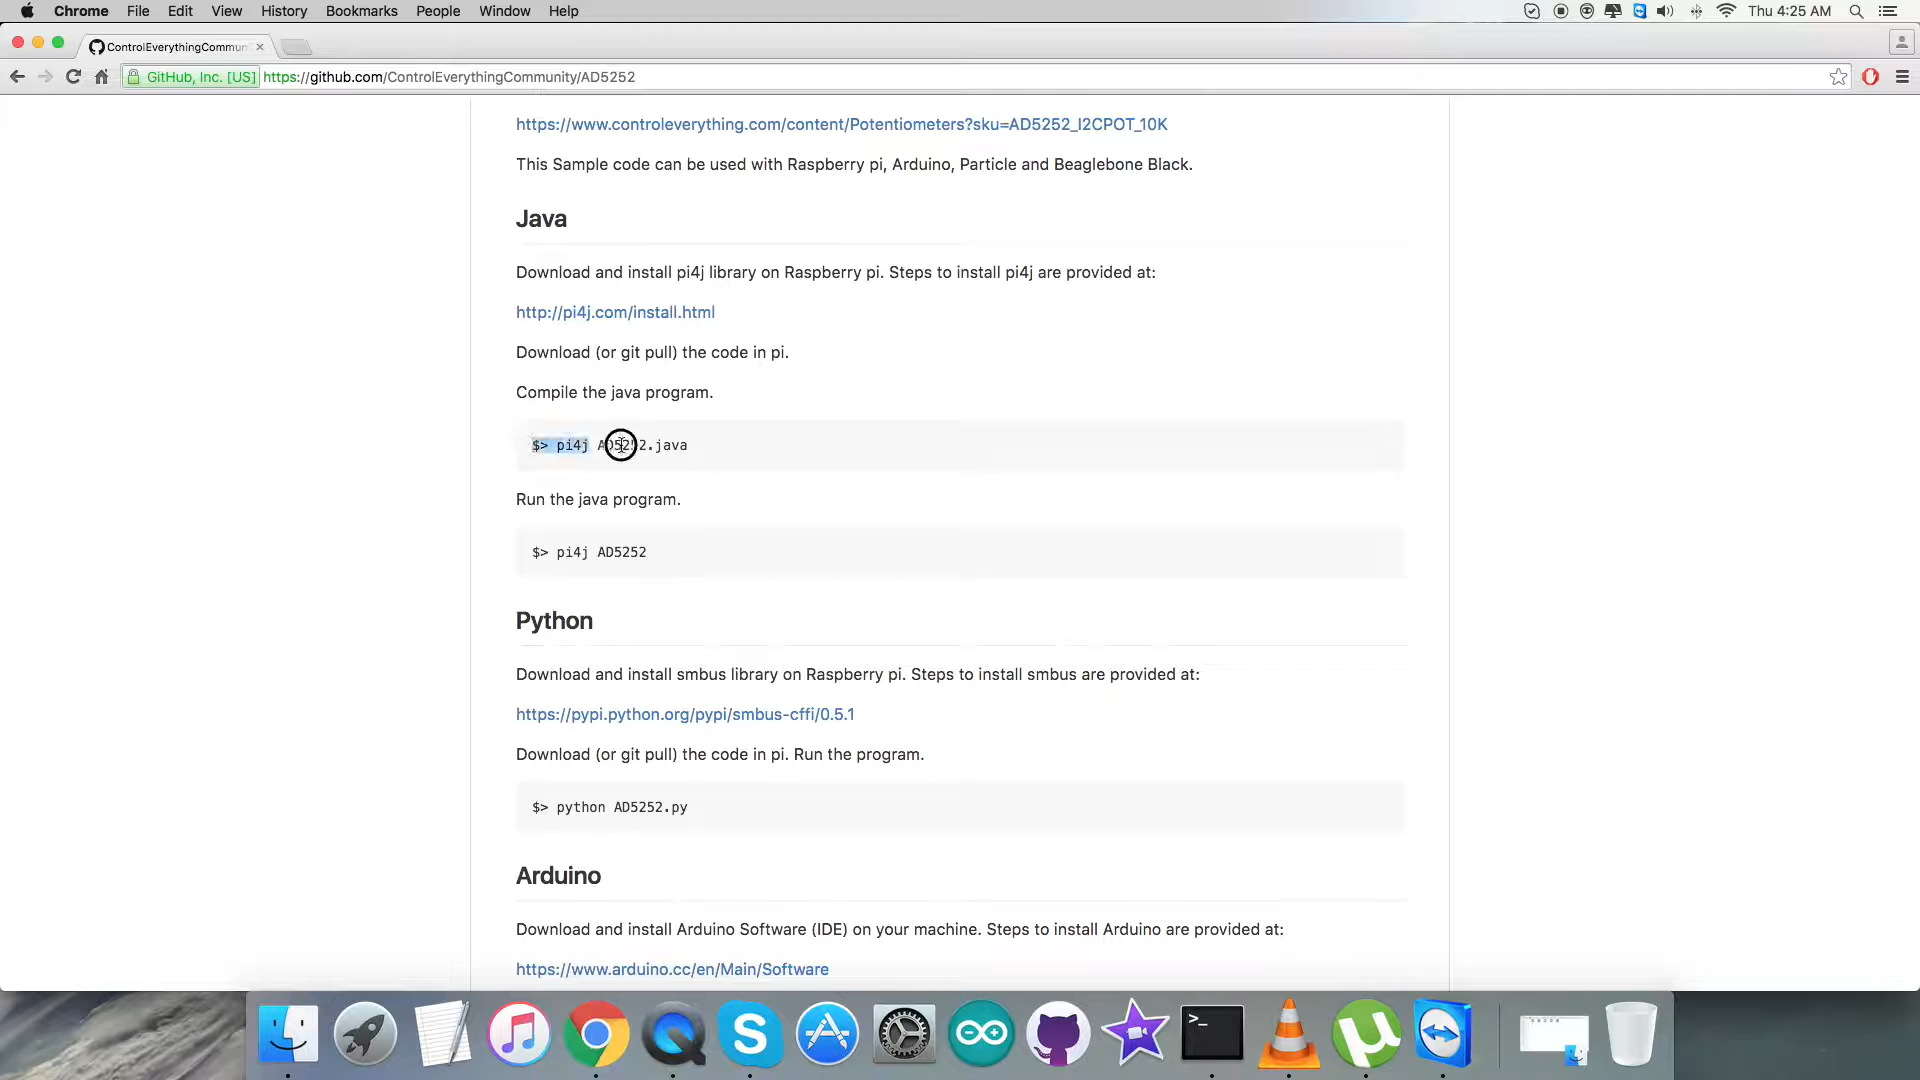 Chrome File Edit View History Bookmarks People Window Help Thu 4:25 AM
ControlEverythingCommun
GitHub, Inc. [US] https://github.com/ControlEverythingCommunity/AD5252
https://www.controleverything.com/content/Potentiometers?sku=AD5252_I2CPOT_10K
This Sample code can be used with Raspberry pi, Arduino, Particle and Beaglebone Black.
Java
Download and install pi4j library on Raspberry pi. Steps to install pi4j are provided at:
http://pi4j.com/install.html
Download (or git pull) the code in pi.
Compile the java program.
$> pi4j AD5252.java
Run the java program.
$> pi4j AD5252
Python
Download and install smbus library on Raspberry pi. Steps to install smbus are provided at:
https://pypi.python.org/pypi/smbus-cffi/0.5.1
Download (or git pull) the code in pi. Run the program.
$> python AD5252.py
Arduino
Download and install Arduino Software (IDE) on your machine. Steps to install Arduino are provided at:
https://www.arduino.cc/en/Main/Software